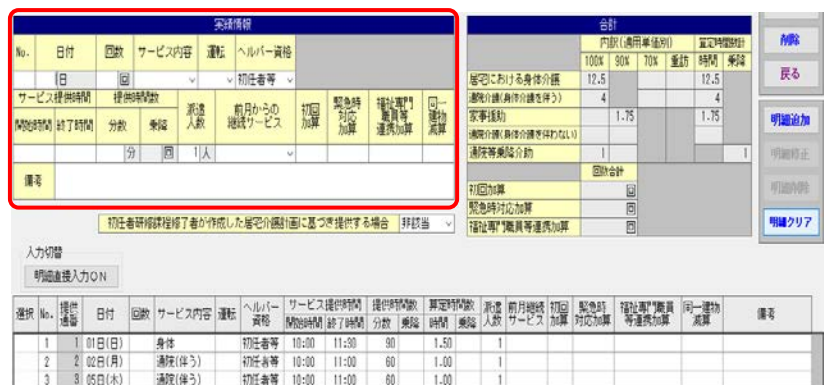 実績情報
No. 日付 回数 サービス内容 運転 ヘルパー資格
日 回 初任者等
サービス提供時間 提供時間数 派遣人数 前月からの継続サービス 初回加算 緊急時対応加算 福祉専門職員等連携加算 同一建物減算
開始時間 終了時間 分数 乗降
分 回 1人
備考
初任者研修課程修了者が作成した居宅介護計画に基づき提供する場合 非該当
合計
内訳(適用単価別) 算定時間数計
100% 90% 70% 重訪 時間 乗降
居宅における身体介護 12.5 12.5
通院介護(身体介護を伴う) 4 4
家事援助 1.75 1.75
通院介護(身体介護を伴わない)
通院等乗降介助 1
回数合計
初回加算 回
緊急時対応加算 回
福祉専門職員等連携加算 回
削除
戻る
明細追加
明細修正
明細削除
明細クリア
入力切替
明細直接入力ON
選択 No. 提供通番 日付 回数 サービス内容 運転 ヘルパー資格 サービス提供時間 提供時間数 算定時間数 派遣人数 前月継続サービス 初回加算 緊急時対応加算 福祉専門職員等連携加算 同一建物減算 備考
開始時間 終了時間 分数 乗降 時間 乗降
1 1 01日(日) 身体 初任者等 10:00 11:30 90 1.50 1
2 2 02日(月) 通院(伴う) 初任者等 10:00 11:00 60 1.00 1
3 3 05日(木) 通院(伴う) 初任者等 10:00 11:00 60 1.00 1